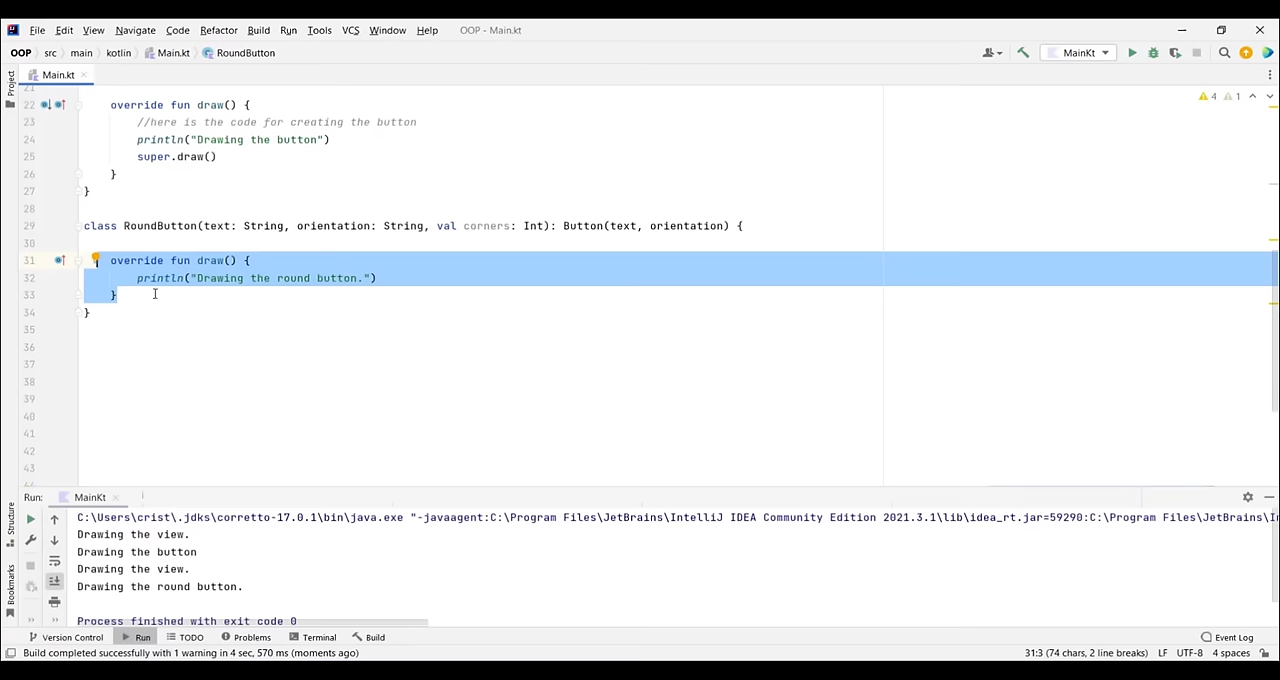 File Edit View Navigate Code Refactor Build Run Tools VCS Window Help OOP - Main.kt
OOP src main kotlin Main.kt RoundButton MainKt
Project Main.kt
21
22 override fun draw() { 4 1
23 //here is the code for creating the button
24 println("Drawing the button")
25 super.draw()
26 }
27 }
28
29 class RoundButton(text: String, orientation: String, val corners: Int): Button(text, orientation) {
30
31 override fun draw() {
32 println("Drawing the round button.")
33 }
34 }
35
36
37
38
39
40
41
42
43
Run: MainKt
Structure
Bookmarks
C:\Users\crist\.jdks\corretto-17.0.1\bin\java.exe "-javaagent:C:\Program Files\JetBrains\IntelliJ IDEA Community Edition 2021.3.1\lib\idea_rt.jar=59290:C:\Program Files\JetBrains\I
Drawing the view.
Drawing the button
Drawing the view.
Drawing the round button.
Process finished with exit code 0
Version Control Run TODO Problems Terminal Build Event Log
Build completed successfully with 1 warning in 4 sec, 570 ms (moments ago) 31:3 (74 chars, 2 line breaks) LF UTF-8 4 spaces